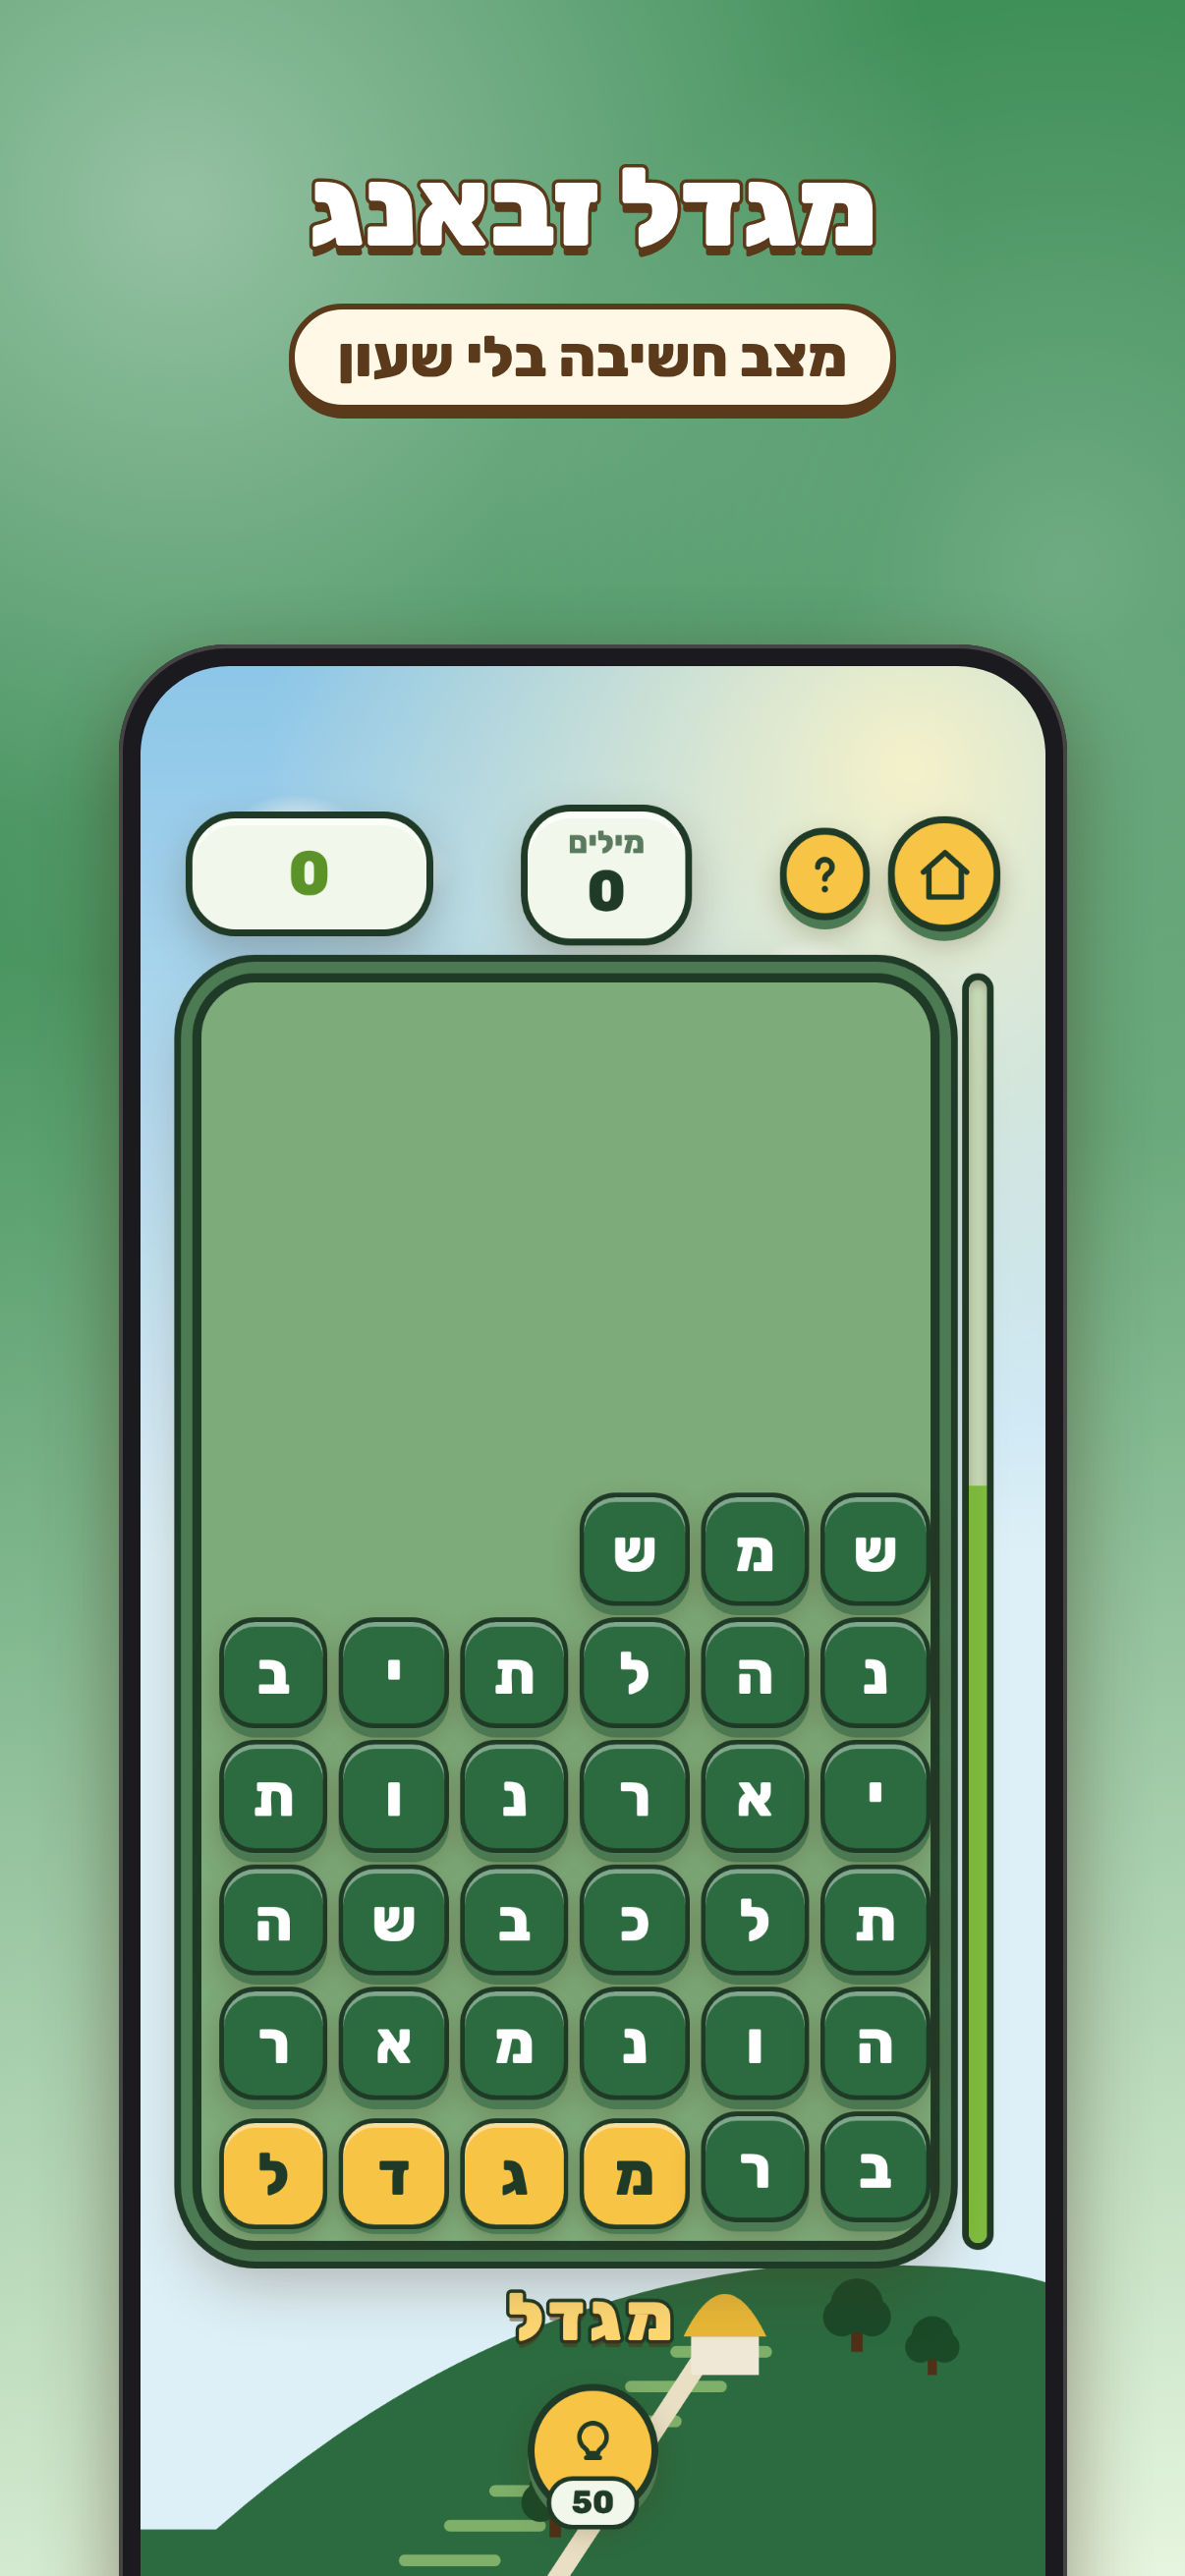 מגדל זבאנג
מצב חשיבה בלי שעון
? מילים 0
0
ש מ ש
נ ה ל ת י ב
י א ר נ ו ת
ת ל כ ב ש ה
ה ו נ מ א ר
ב ר מ ג ד ל
מגדל
50